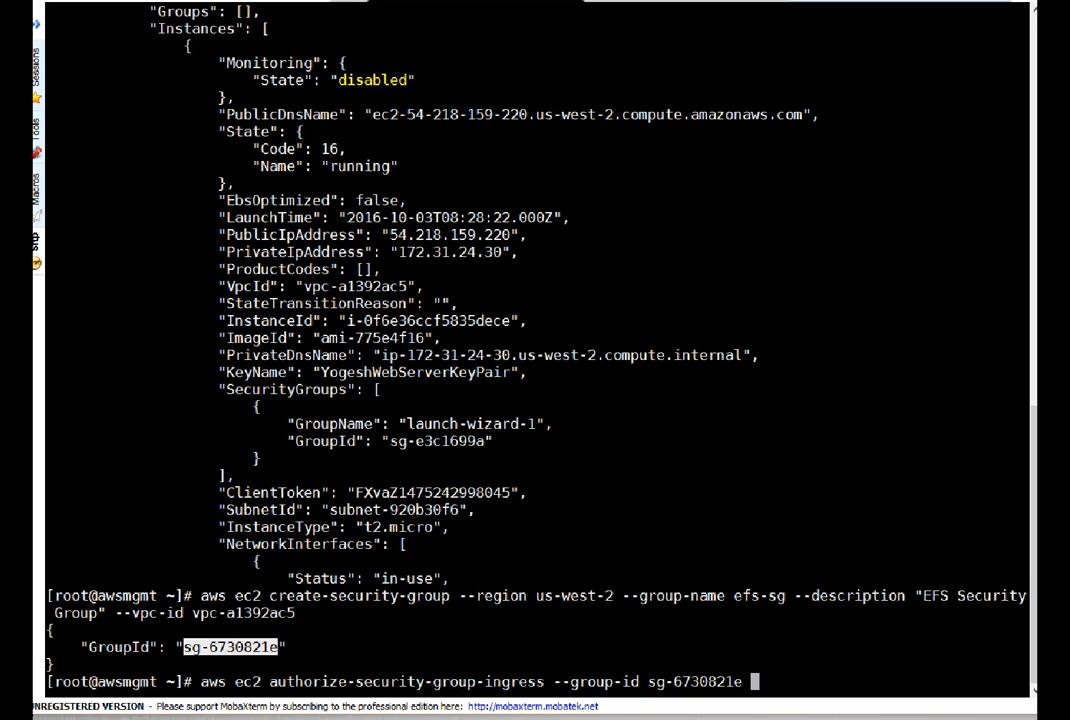 "Groups": [],
"Instances": [
{
"Monitoring": {
"State": "disabled"
},
"PublicDnsName": "ec2-54-218-159-220.us-west-2.compute.amazonaws.com",
"State": {
"Code": 16,
"Name": "running"
},
"EbsOptimized": false,
"LaunchTime": "2016-10-03T08:28:22.000Z",
"PublicIpAddress": "54.218.159.220",
"PrivateIpAddress": "172.31.24.30",
"ProductCodes": [],
"VpcId": "vpc-a1392ac5",
"StateTransitionReason": "",
"InstanceId": "i-0f6e36ccf5835dece",
"ImageId": "ami-775e4f16",
"PrivateDnsName": "ip-172-31-24-30.us-west-2.compute.internal",
"KeyName": "YogeshWebServerKeyPair",
"SecurityGroups": [
{
"GroupName": "launch-wizard-1",
"GroupId": "sg-e3c1699a"
}
],
"ClientToken": "FXvaZ1475242998045",
"SubnetId": "subnet-920b30f6",
"InstanceType": "t2.micro",
"NetworkInterfaces": [
{
"Status": "in-use",
[root@awsmgmt ~]# aws ec2 create-security-group --region us-west-2 --group-name efs-sg --description "EFS Security
Group" --vpc-id vpc-a1392ac5
{
"GroupId": "sg-6730821e"
}
[root@awsmgmt ~]# aws ec2 authorize-security-group-ingress --group-id sg-6730821e
Sessions
Tools
Macros
Sftp
UNREGISTERED VERSION - Please support MobaXterm by subscribing to the professional edition here: http://mobaxterm.mobatek.net